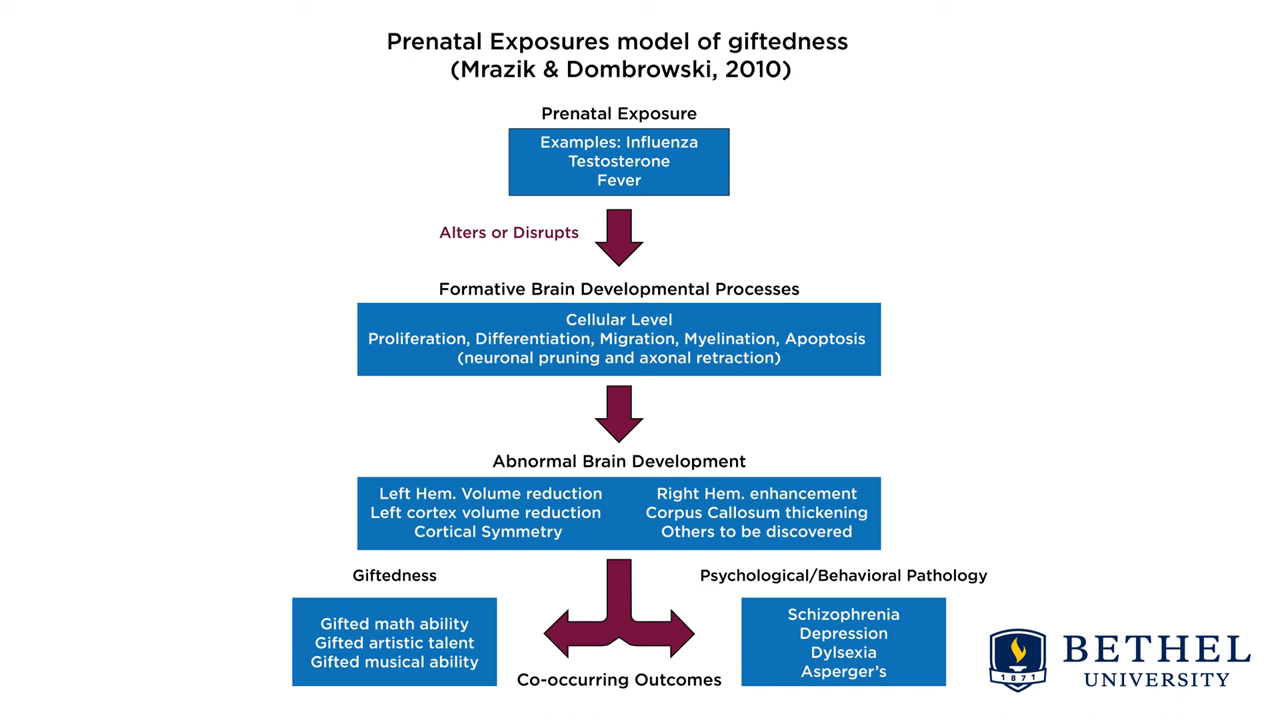 Prenatal Exposures model of giftedness
(Mrazik & Dombrowski, 2010)
Prenatal Exposure
Examples: Influenza
Testosterone
Fever
Alters or Disrupts
Formative Brain Developmental Processes
Cellular Level
Proliferation, Differentiation, Migration, Myelination, Apoptosis
(neuronal pruning and axonal retraction)
Abnormal Brain Development
Left Hem. Volume reduction
Left cortex volume reduction
Cortical Symmetry
Right Hem. enhancement
Corpus Callosum thickening
Others to be discovered
Giftedness
Gifted math ability
Gifted artistic talent
Gifted musical ability
Psychological/Behavioral Pathology
Schizophrenia
Depression
Dylsexia
Asperger's
Co-occurring Outcomes
1871
BETHEL
UNIVERSITY